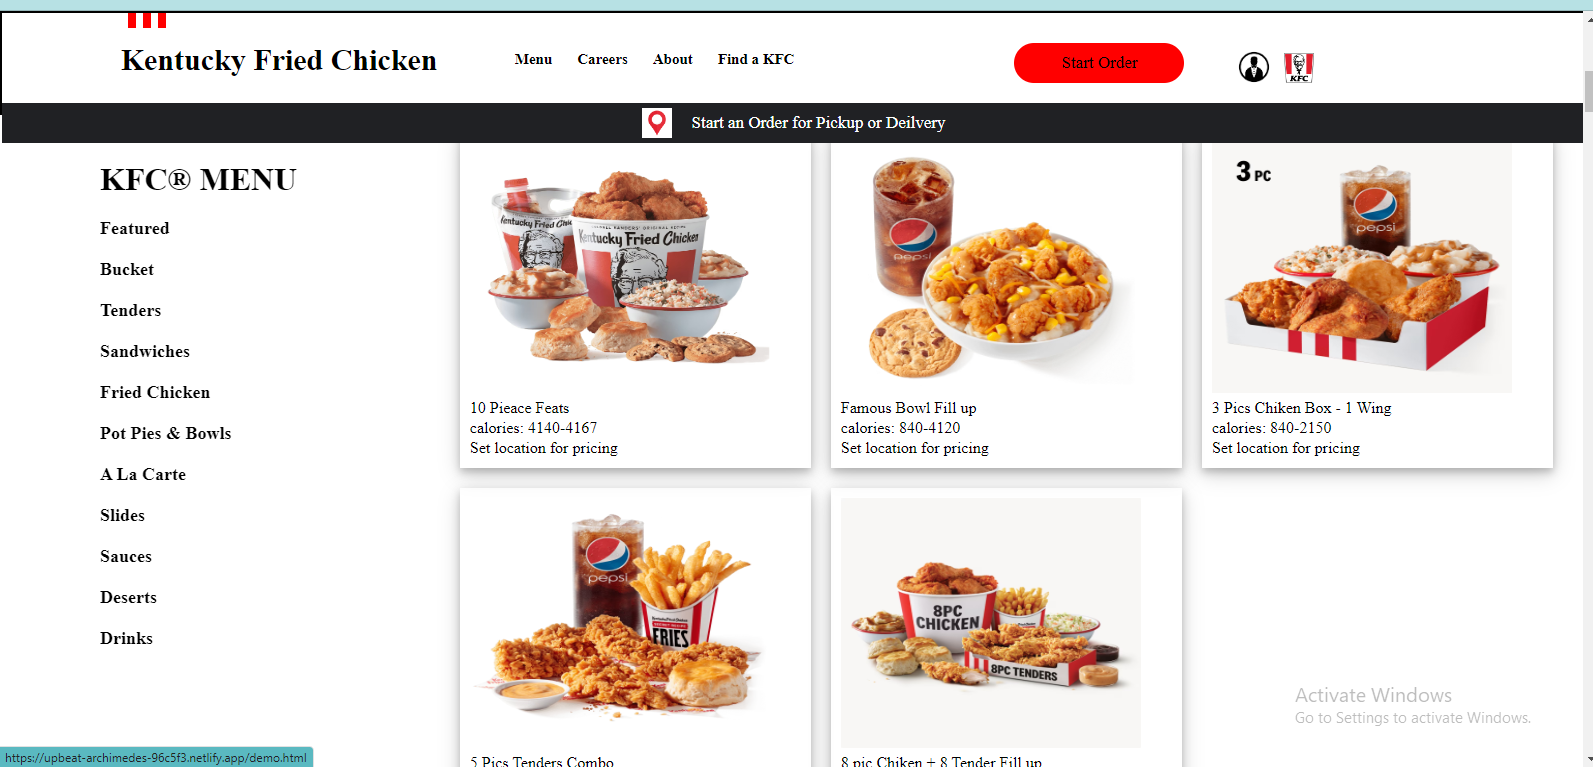 Kentucky Fried Chicken
Menu
Careers
About
Find a KFC
Start Order
KFC
Start an Order for Pickup or Deilvery
KFC® MENU
Featured
Bucket
Tenders
Sandwiches
Fried Chicken
Pot Pies & Bowls
A La Carte
Slides
Sauces
Deserts
Drinks
Kentucky Fried Chicken
10 Pieace Feats
calories: 4140-4167
Set location for pricing
pepsi
Famous Bowl Fill up
calories: 840-4120
Set location for pricing
3 PC
pepsi
3 Pics Chiken Box - 1 Wing
calories: 840-2150
Set location for pricing
pepsi
FRIES
5 Pics Tenders Combo
8PC
CHICKEN
8PC TENDERS
8 pic Chiken + 8 Tender Fill up
Activate Windows
Go to Settings to activate Windows.
https://upbeat-archimedes-96c5f3.netlify.app/demo.html